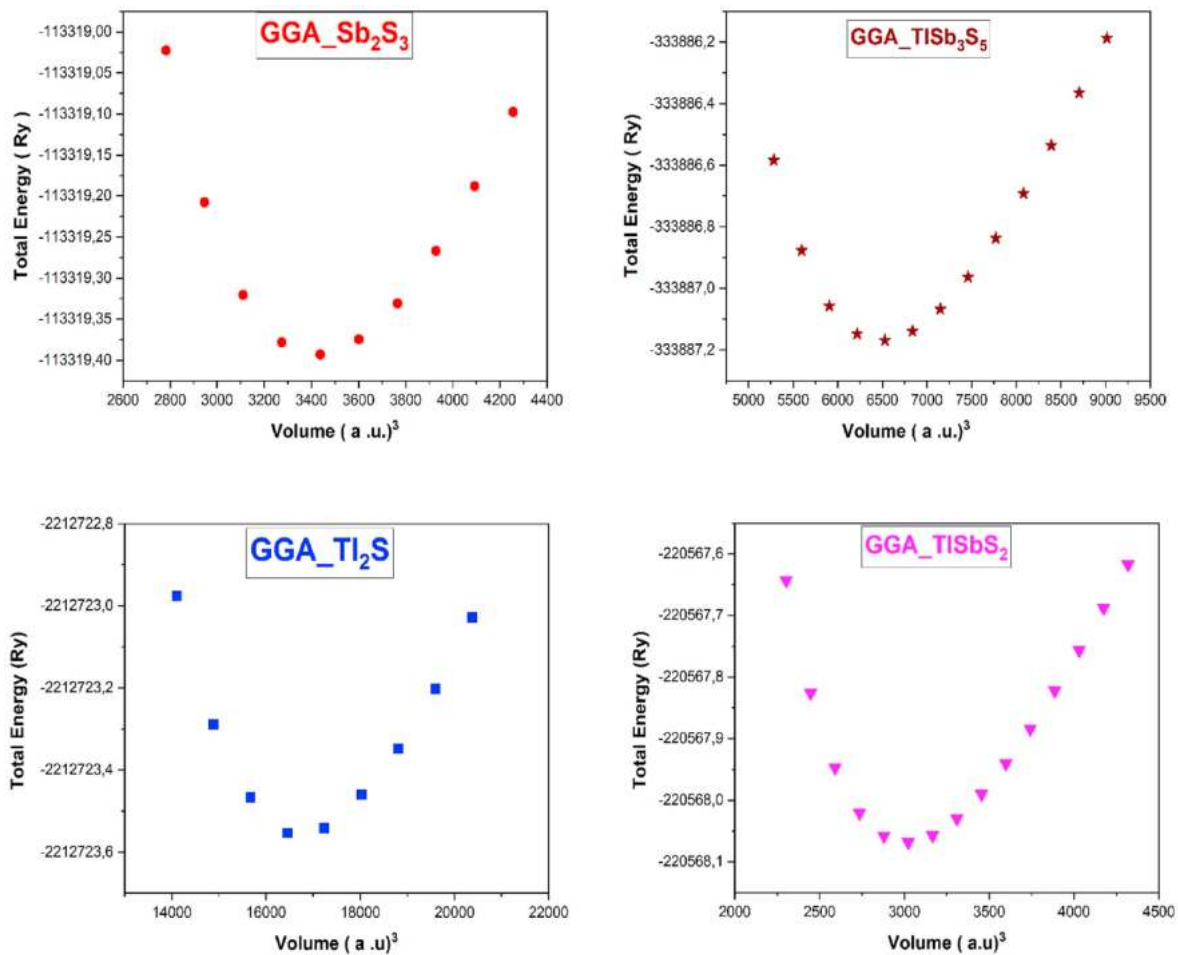 GGA_Sb₂S₃
-113319,00
-113319,05
-113319,10
-113319,15
-113319,20
-113319,25
-113319,30
-113319,35
-113319,40
Total Energy ( Ry )
2600 2800 3000 3200 3400 3600 3800 4000 4200 4400
Volume ( a .u.)³
GGA_TlSb₃S₅
-333886,2
-333886,4
-333886,6
-333886,8
-333887,0
-333887,2
Total Energy ( Ry)
5000 5500 6000 6500 7000 7500 8000 8500 9000 9500
Volume ( a .u.)³
GGA_Tl₂S
-2212722,8
-2212723,0
-2212723,2
-2212723,4
-2212723,6
Total Energy (Ry)
14000 16000 18000 20000 22000
Volume ( a .u)³
GGA_TlSbS₂
-220567,6
-220567,7
-220567,8
-220567,9
-220568,0
-220568,1
Total Energy (Ry)
2000 2500 3000 3500 4000 4500
Volume ( a.u)³